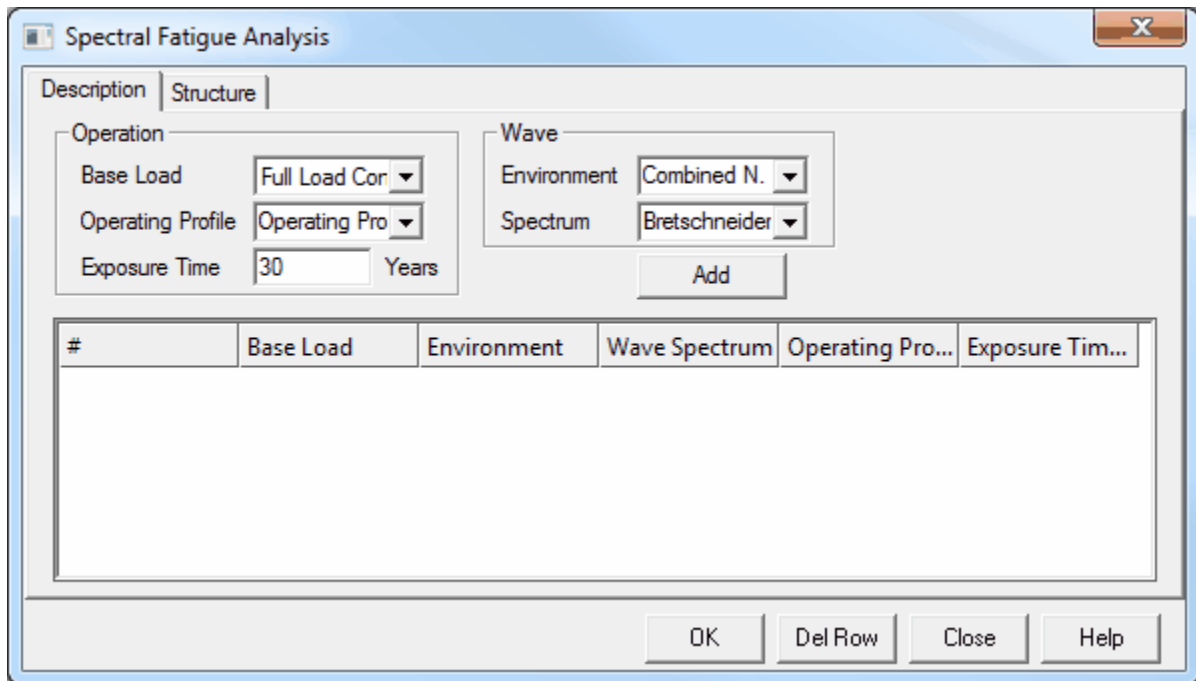 Spectral Fatigue Analysis
Description Structure
Operation Wave
Base Load Full Load Con Environment Combined N.
Operating Profile Operating Pro Spectrum Bretschneider
Exposure Time 30 Years Add
# Base Load Environment Wave Spectrum Operating Pro... Exposure Tim...
OK Del Row Close Help